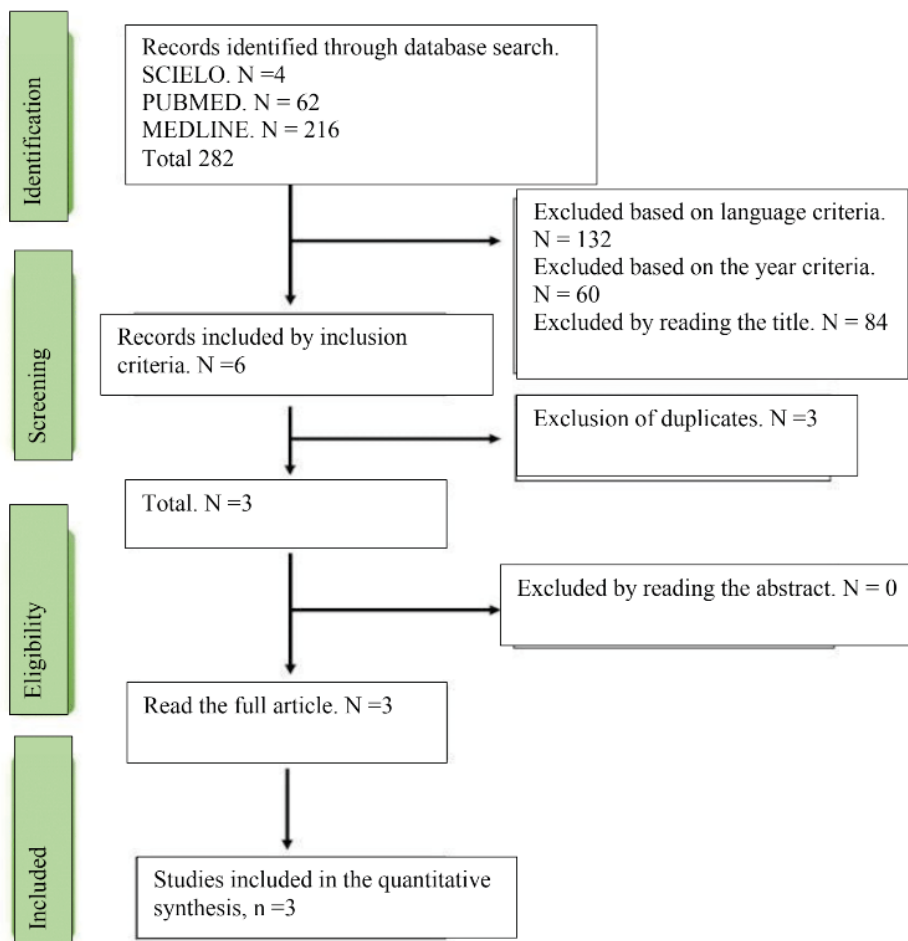 Identification
Records identified through database search.
SCIELO. N =4
PUBMED. N = 62
MEDLINE. N = 216
Total 282
Excluded based on language criteria.
N = 132
Excluded based on the year criteria.
N = 60
Excluded by reading the title. N = 84
Screening
Records included by inclusion
criteria. N =6
Exclusion of duplicates. N =3
Total. N =3
Eligibility
Excluded by reading the abstract. N = 0
Read the full article. N =3
Included
Studies included in the quantitative
synthesis, n =3